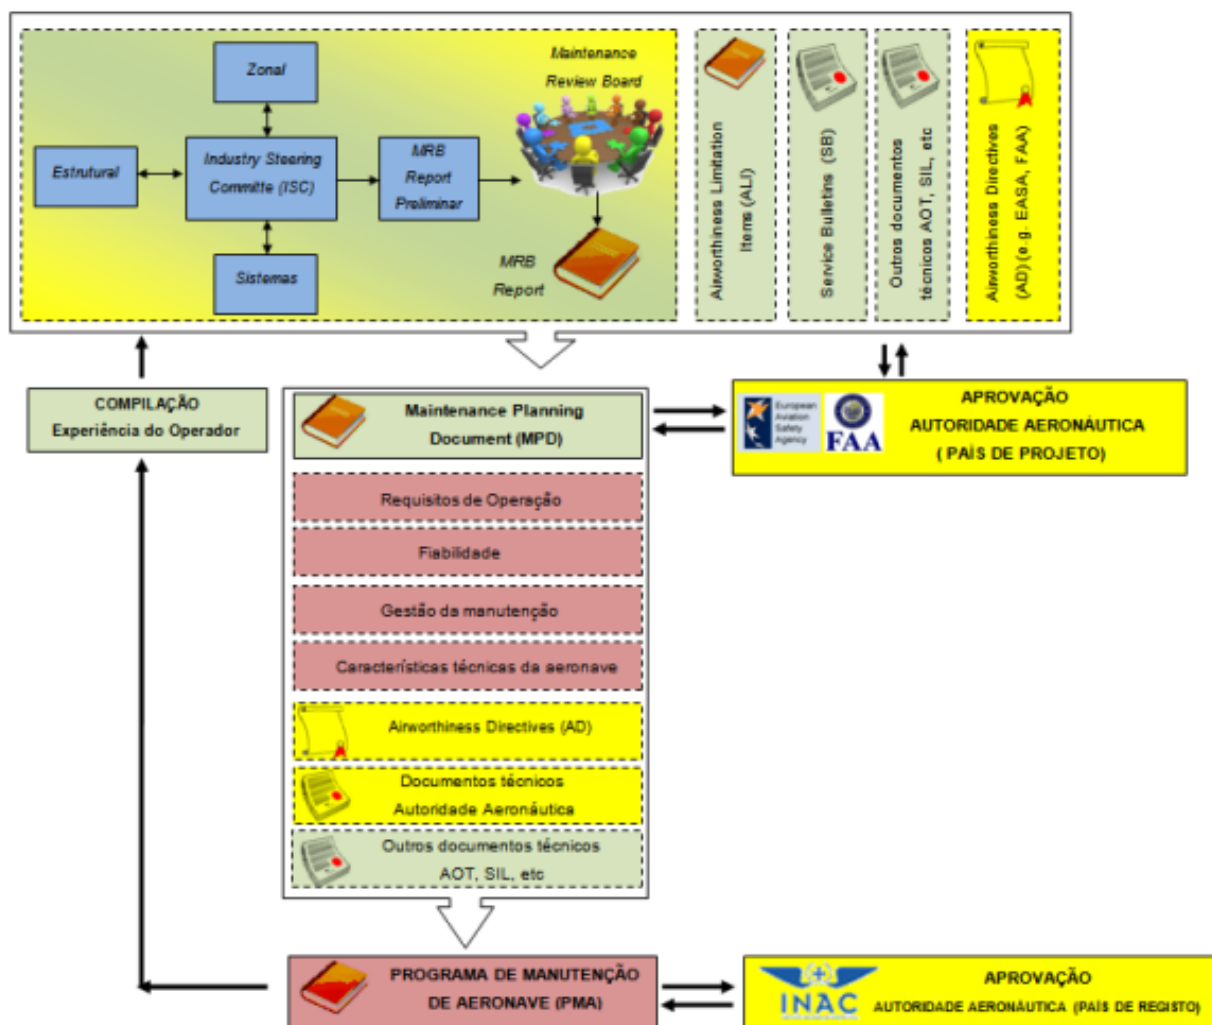 Zonal
Estrutural
Industry Steering
Committe (ISC)
Sistemas
MRB
Report
Preliminar
Maintenance
Review Board
MRB
Report
Airworthiness Limitation
Items (ALI)
Service Bulletins (SB)
Outros documentos
técnicos AOT, SIL, etc
Airworthiness Directives
(AD) (e.g. EASA, FAA)
COMPILAÇÃO
Experiência do Operador
Maintenance Planning
Document (MPD)
European
Aviation
Safety
Agency
FAA
APROVAÇÃO
AUTORIDADE AERONÁUTICA
( PAÍS DE PROJETO)
Requisitos de Operação
Fiabilidade
Gestão da manutenção
Características técnicas da aeronave
Airworthiness Directives (AD)
Documentos técnicos
Autoridade Aeronáutica
Outros documentos técnicos
AOT, SIL, etc
PROGRAMA DE MANUTENÇÃO
DE AERONAVE (PMA)
INAC
APROVAÇÃO
AUTORIDADE AERONÁUTICA (PAÍS DE REGISTO)